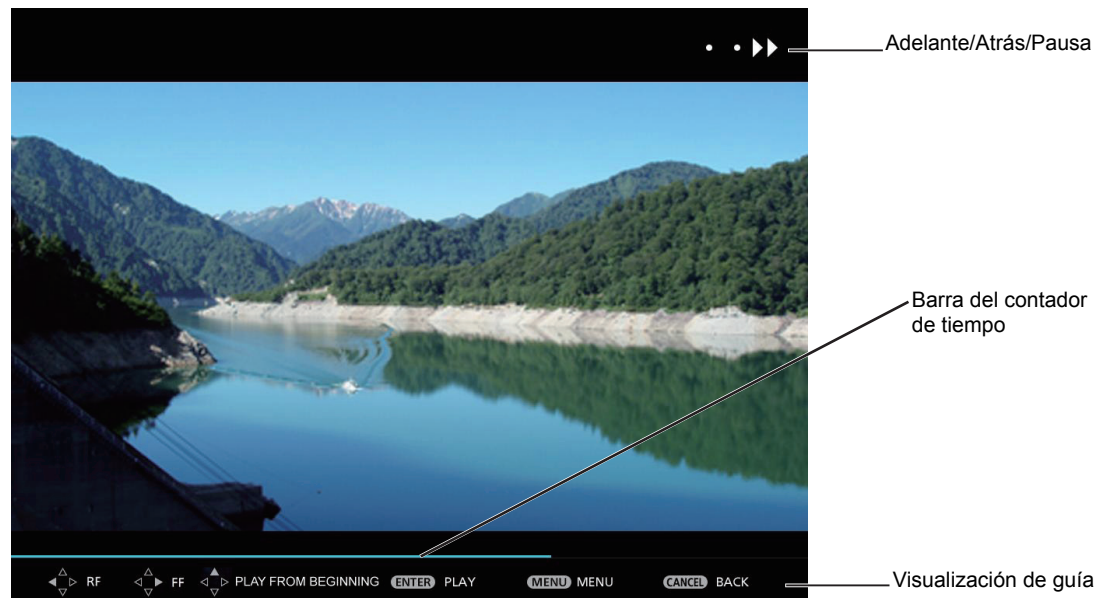 Adelante/Atrás/Pausa
Barra del contador
de tiempo
RF FF PLAY FROM BEGINNING ENTER PLAY MENU MENU CANCEL BACK
Visualización de guía